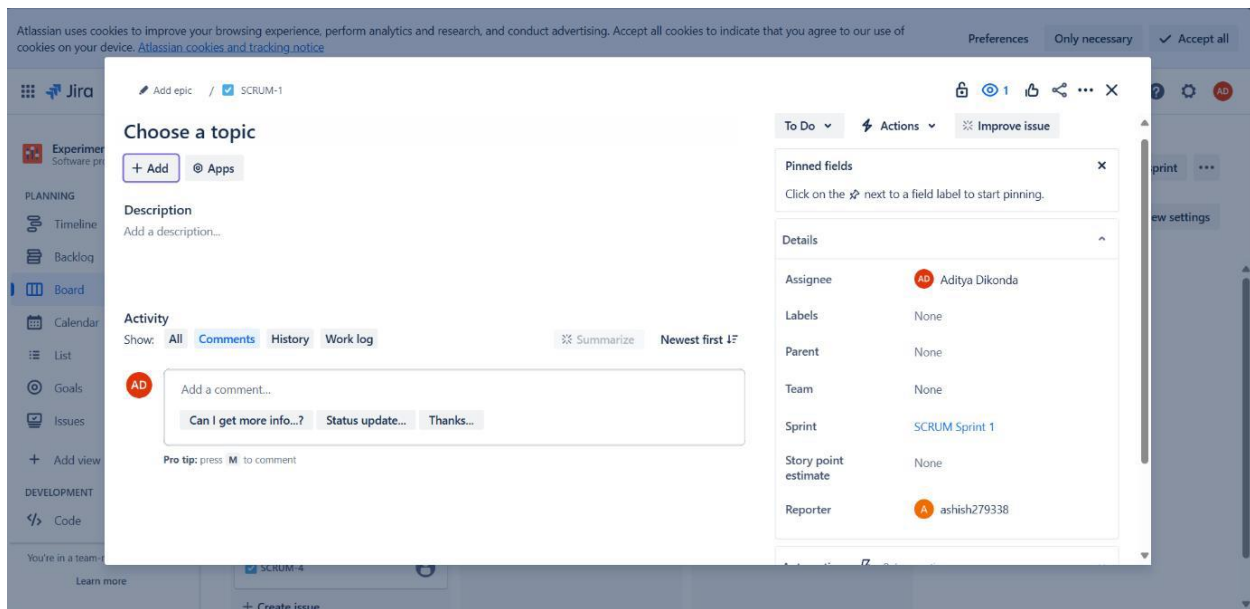 Atlassian uses cookies to improve your browsing experience, perform analytics and research, and conduct advertising. Accept all cookies to indicate that you agree to our use of
cookies on your device. Atlassian cookies and tracking notice
Preferences Only necessary Accept all
Jira
Add epic / SCRUM-1
1
AD
Choose a topic
To Do Actions Improve issue
Add Apps
Pinned fields
Click on the next to a field label to start pinning.
Description
Add a description...
Details
Assignee AD Aditya Dikonda
Labels None
Parent None
Team None
Sprint SCRUM Sprint 1
Story point
estimate None
Reporter A ashish279338
Activity
Show: All Comments History Work log Summarize Newest first
AD Add a comment...
Can I get more info...? Status update... Thanks...
Pro tip: press M to comment
PLANNING
Timeline
Backlog
Board
Calendar
List
Goals
Issues
+ Add view
DEVELOPMENT
Code
You're in a team-
Learn more
SCRUM-4
+ Create issue